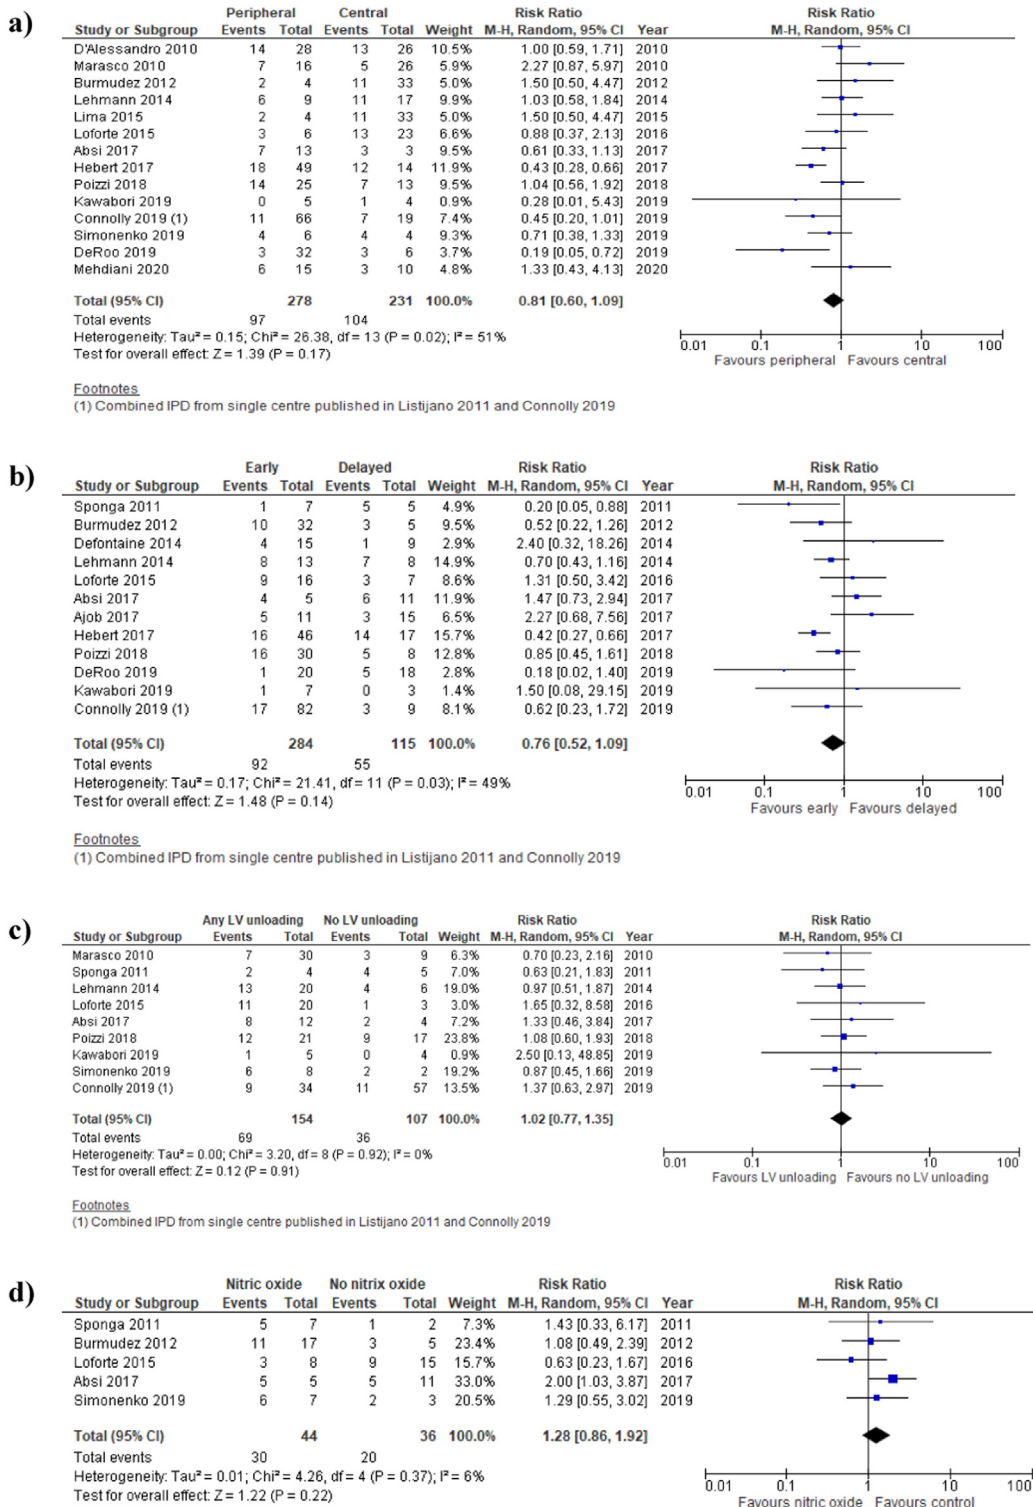 a)
Peripheral Central Risk Ratio Risk Ratio
Study or Subgroup Events Total Events Total Weight M-H, Random, 95% CI Year M-H, Random, 95% CI
D'Alessandro 2010 14 28 13 26 10.5% 1.00 [0.59, 1.71] 2010
Marasco 2010 7 16 5 26 5.9% 2.27 [0.87, 5.97] 2010
Burmudez 2012 2 4 11 33 5.0% 1.50 [0.50, 4.47] 2012
Lehmann 2014 6 9 11 17 9.9% 1.03 [0.58, 1.84] 2014
Lima 2015 2 4 11 33 5.0% 1.50 [0.50, 4.47] 2015
Loforte 2015 3 6 13 23 6.6% 0.88 [0.37, 2.13] 2016
Absi 2017 7 13 3 3 9.5% 0.61 [0.33, 1.13] 2017
Hebert 2017 18 49 12 14 11.9% 0.43 [0.28, 0.66] 2017
Poizzi 2018 14 25 7 13 9.5% 1.04 [0.56, 1.92] 2018
Kawabori 2019 0 5 1 4 0.9% 0.28 [0.01, 5.43] 2019
Connolly 2019 (1) 11 66 7 19 7.4% 0.45 [0.20, 1.01] 2019
Simonenko 2019 4 6 4 4 9.3% 0.71 [0.38, 1.33] 2019
DeRoo 2019 3 32 3 6 3.7% 0.19 [0.05, 0.72] 2019
Mehdiani 2020 6 15 3 10 4.8% 1.33 [0.43, 4.13] 2020
Total (95% CI) 278 231 100.0% 0.81 [0.60, 1.09]
Total events 97 104
Heterogeneity: Tau² = 0.15; Chi² = 26.38, df = 13 (P = 0.02); I² = 51%
Test for overall effect: Z = 1.39 (P = 0.17)
0.01 0.1 1 10 100
Favours peripheral Favours central
Footnotes
(1) Combined IPD from single centre published in Listijano 2011 and Connolly 2019
b)
Early Delayed Risk Ratio Risk Ratio
Study or Subgroup Events Total Events Total Weight M-H, Random, 95% CI Year M-H, Random, 95% CI
Sponga 2011 1 7 5 5 4.9% 0.20 [0.05, 0.88] 2011
Burmudez 2012 10 32 3 5 9.5% 0.52 [0.22, 1.26] 2012
Defontaine 2014 4 15 1 9 2.9% 2.40 [0.32, 18.26] 2014
Lehmann 2014 8 13 7 8 14.9% 0.70 [0.43, 1.16] 2014
Loforte 2015 9 16 3 7 8.6% 1.31 [0.50, 3.42] 2016
Absi 2017 4 5 6 11 11.9% 1.47 [0.73, 2.94] 2017
Ajob 2017 5 11 3 15 6.4% 2.27 [0.68, 7.56] 2017
Hebert 2017 16 46 14 17 15.7% 0.42 [0.27, 0.66] 2017
Poizzi 2018 16 30 5 8 12.8% 0.85 [0.45, 1.61] 2018
DeRoo 2019 1 20 5 18 2.8% 0.18 [0.02, 1.40] 2019
Kawabori 2019 1 7 0 3 1.4% 1.50 [0.08, 29.15] 2019
Connolly 2019 (1) 17 82 3 9 8.1% 0.62 [0.23, 1.72] 2019
Total (95% CI) 284 115 100.0% 0.76 [0.52, 1.09]
Total events 92 55
Heterogeneity: Tau² = 0.17; Chi² = 21.41, df = 11 (P = 0.03); I² = 49%
Test for overall effect: Z = 1.48 (P = 0.14)
0.01 0.1 1 10 100
Favours early Favours delayed
Footnotes
(1) Combined IPD from single centre published in Listijano 2011 and Connolly 2019
c)
Any LV unloading No LV unloading Risk Ratio Risk Ratio
Study or Subgroup Events Total Events Total Weight M-H, Random, 95% CI Year M-H, Random, 95% CI
Marasco 2010 7 30 3 9 6.3% 0.70 [0.23, 2.16] 2010
Sponga 2011 2 4 4 5 7.0% 0.63 [0.21, 1.83] 2011
Lehmann 2014 13 20 4 6 19.0% 0.97 [0.51, 1.87] 2014
Loforte 2015 11 20 1 3 3.0% 1.65 [0.32, 8.58] 2016
Absi 2017 8 12 2 4 7.2% 1.33 [0.46, 3.84] 2017
Poizzi 2018 12 21 9 17 23.8% 1.08 [0.60, 1.93] 2018
Kawabori 2019 1 5 0 4 0.9% 2.50 [0.13, 48.85] 2019
Simonenko 2019 6 8 2 2 19.2% 0.87 [0.45, 1.66] 2019
Connolly 2019 (1) 9 34 11 57 13.5% 1.37 [0.63, 2.97] 2019
Total (95% CI) 154 107 100.0% 1.02 [0.77, 1.35]
Total events 69 36
Heterogeneity: Tau² = 0.00; Chi² = 3.20, df = 8 (P = 0.92); I² = 0%
Test for overall effect: Z = 0.12 (P = 0.91)
0.01 0.1 1 10 100
Favours LV unloading Favours no LV unloading
Footnotes
(1) Combined IPD from single centre published in Listijano 2011 and Connolly 2019
d)
Nitric oxide No nitrix oxide Risk Ratio Risk Ratio
Study or Subgroup Events Total Events Total Weight M-H, Random, 95% CI Year M-H, Random, 95% CI
Sponga 2011 5 7 1 2 7.3% 1.43 [0.33, 6.17] 2011
Burmudez 2012 11 17 3 5 23.4% 1.08 [0.49, 2.39] 2012
Loforte 2015 3 8 9 15 15.7% 0.63 [0.23, 1.67] 2016
Absi 2017 5 5 5 11 33.0% 2.00 [1.03, 3.87] 2017
Simonenko 2019 6 7 2 3 20.5% 1.29 [0.55, 3.02] 2019
Total (95% CI) 44 36 100.0% 1.28 [0.86, 1.92]
Total events 30 20
Heterogeneity: Tau² = 0.01; Chi² = 4.26, df = 4 (P = 0.37); I² = 6%
Test for overall effect: Z = 1.22 (P = 0.22)
0.01 0.1 1 10 100
Favours nitric oxide Favours control